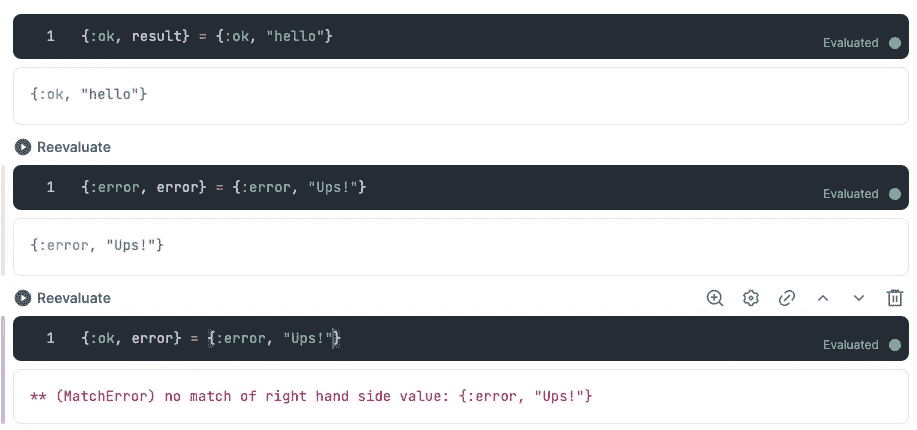 1 {:ok, result} = {:ok, "hello"}
Evaluated
{:ok, "hello"}
Reevaluate
1 {:error, error} = {:error, "Ups!"}
Evaluated
{:error, "Ups!"}
Reevaluate
1 {:ok, error} = {:error, "Ups!"}
Evaluated
** (MatchError) no match of right hand side value: {:error, "Ups!"}